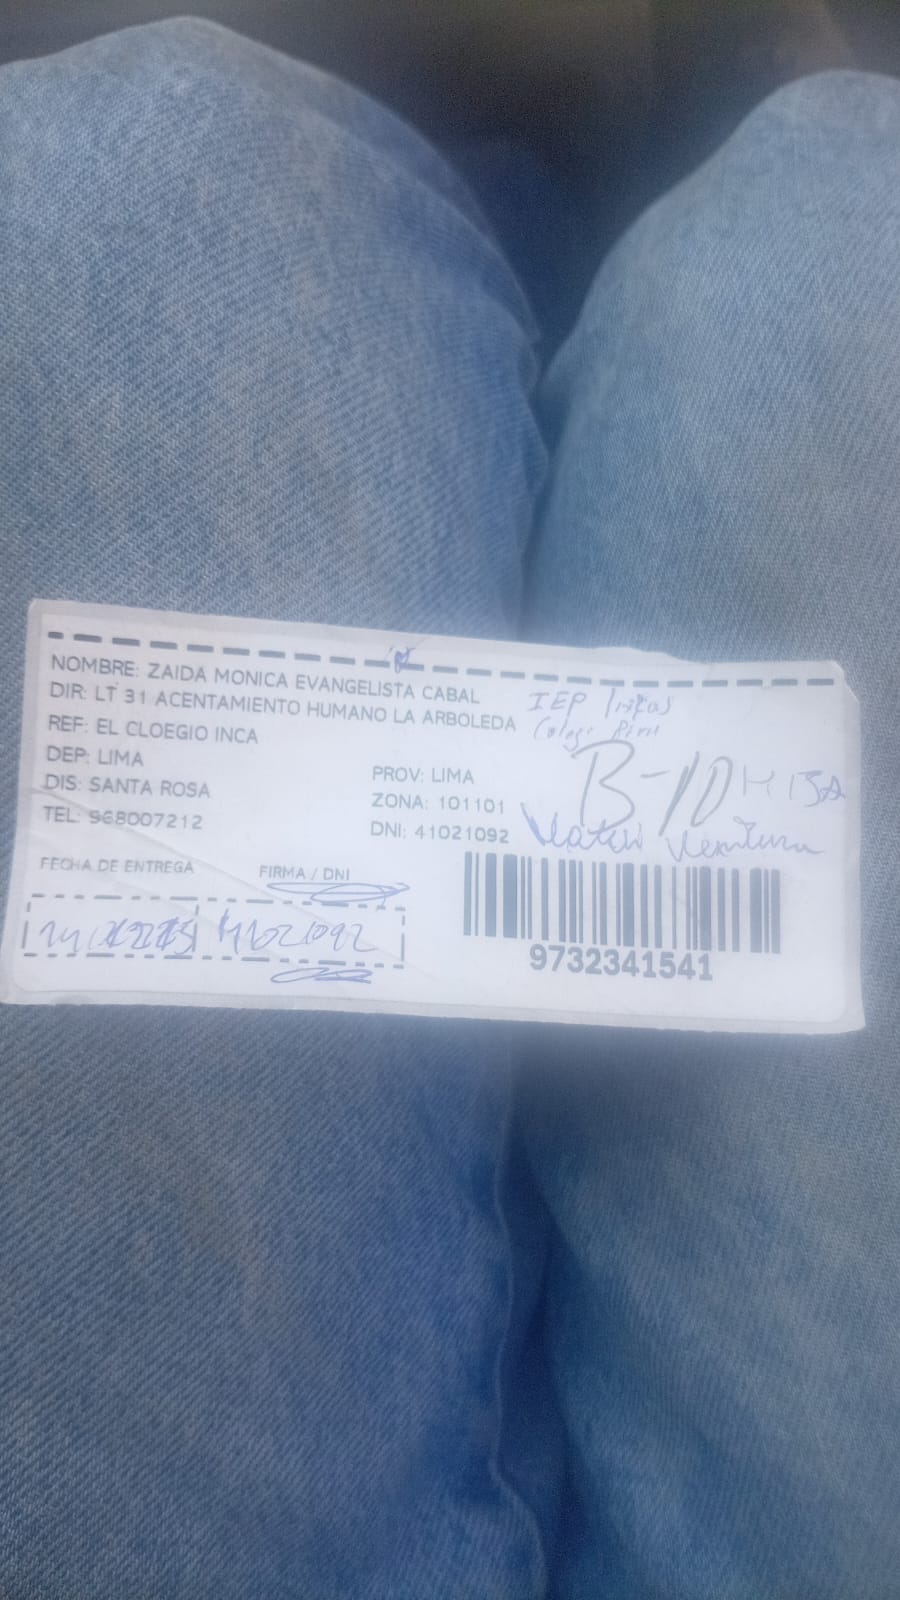 NOMBRE: ZAIDA MONICA EVANGELISTA CABAL
DIR: LT 31 ACENTAMIENTO HUMANO LA ARBOLEDA
REF: EL CLOEGIO INCA
DEP: LIMA
PROV: LIMA
DIS: SANTA ROSA
ZONA: 101101
TEL: 968007212
DNI: 41021092
IEP
B-10
FECHA DE ENTREGA
FIRMA / DNI
41021092
9732341541